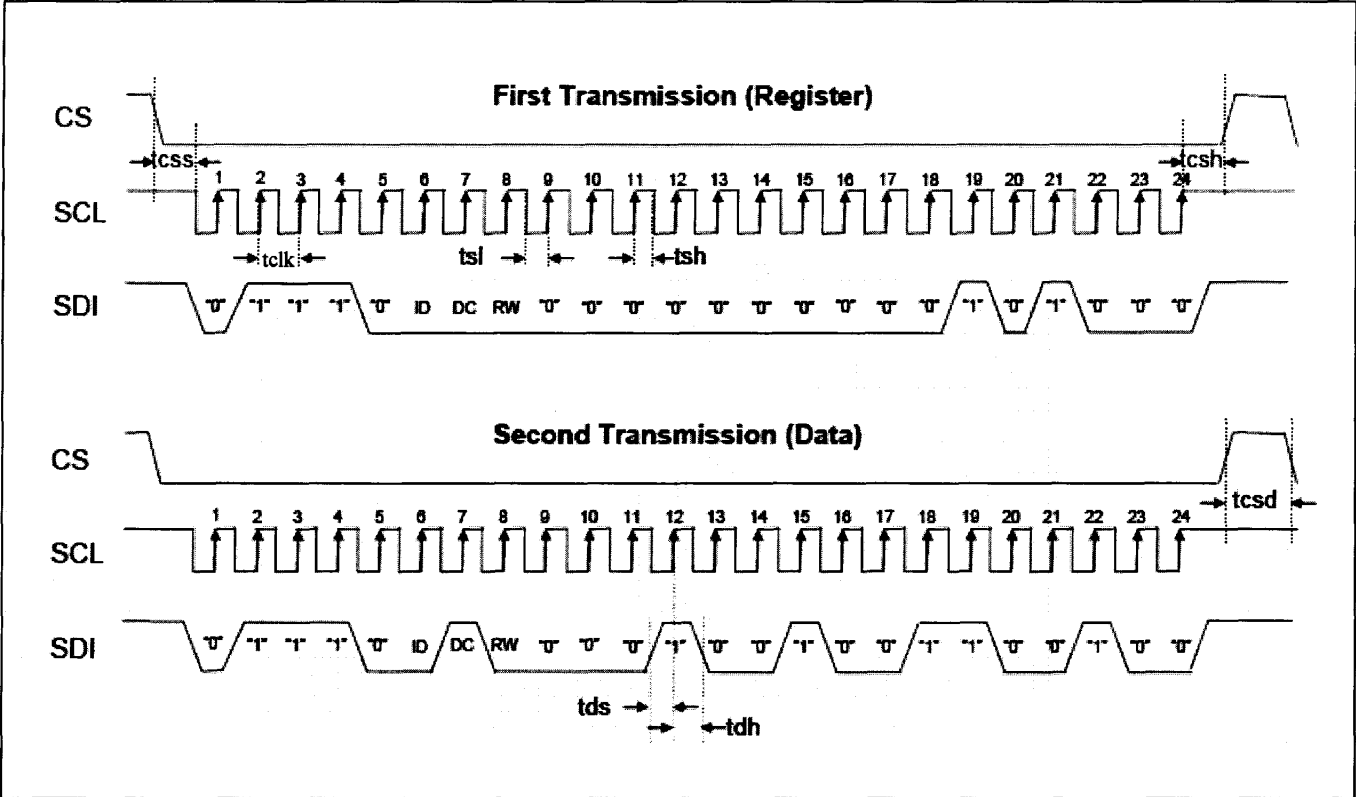 First Transmission (Register)
CS
tcss
tcsh
1 2 3 4 5 6 7 8 9 10 11 12 13 14 15 16 17 18 19 20 21 22 23 24
SCL
tclk
tsl
tsh
SDI
"0" "1" "1" "1" "0" ID DC RW "0" "0" "0" "0" "0" "0" "0" "0" "0" "0" "1" "0" "1" "0" "0" "0"
Second Transmission (Data)
CS
tcsd
1 2 3 4 5 6 7 8 9 10 11 12 13 14 15 16 17 18 19 20 21 22 23 24
SCL
SDI
"0" "1" "1" "1" "0" ID DC RW "0" "0" "0" "1" "0" "0" "1" "0" "0" "1" "1" "0" "0" "1" "0" "0"
tds
tdh